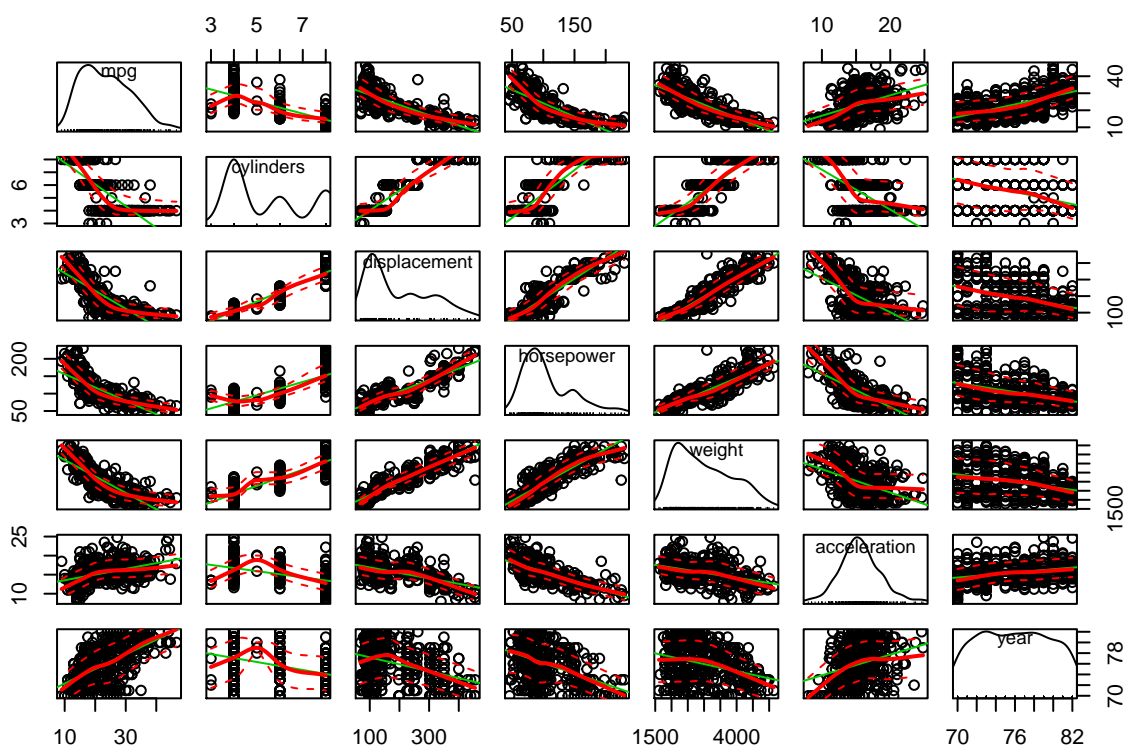 3 5 7 50 150 10 20
mpg
10 40
cylinders
3 6
displacement
100
horsepower
50 200
weight
1500
acceleration
10 25
year
70 78
10 30 100 300 1500 4000 70 76 82